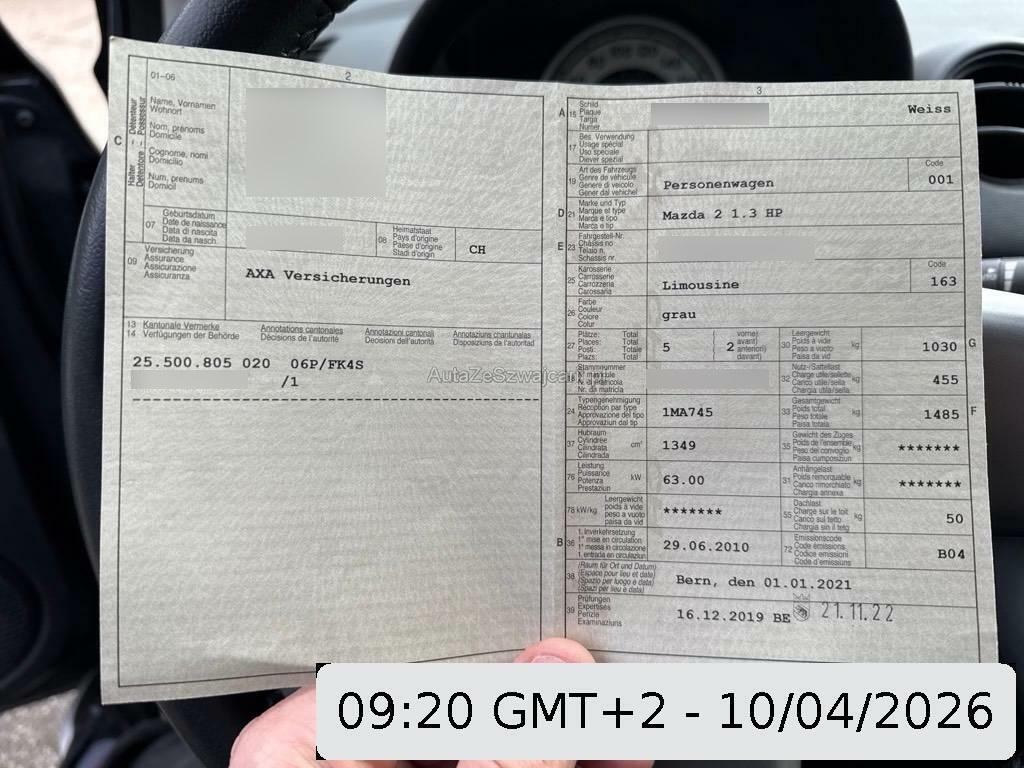 2
01-06
Name, Vornamen
Wohnort
Nom, prénoms
Domicile
Cognome, nomi
Domicilio
Num, prenums
Domicil
C
Halter – Détenteur
Detentore – Possessur
07
Geburtsdatum
Date de naissance
Data di nascita
Data da nasch.
08
Heimatstaat
Pays d'origine
Paese d'origine
Stadi d'origin
CH
09
Versicherung
Assurance
Assicurazione
Assicuranza
AXA Versicherungen
13 Kantonale Vermerke
14 Verfügungen der Behörde
Annotations cantonales
Décisions de l'autorité
Annotazioni cantonali
Decisioni dell'autorità
Annotaziuns chantunalas
Disposiziuns da l'autoritad
25.500.805 020 06P/FK4S
/1
3
A
Schild
Plaque
Targa
Numer
Weiss
17
Bes. Verwendung
Usage spécial
Uso speciale
Diever spezial
19
Art des Fahrzeugs
Genre de véhicule
Genere di veicolo
Gener dal vehichel
Personenwagen
Code
001
D 21
Marke und Typ
Marque et type
Marca e tipo
Marca e tip
Mazda 2 1.3 HP
E 23
Fahrgestell-Nr.
Châssis no
Telaio n.
Schassis nr.
25
Karosserie
Carrosserie
Carrozzeria
Carossaria
Limousine
Code
163
26
Farbe
Couleur
Colore
Colur
grau
27
Plätze: Total
Places: Total
Posti: Totale
Plazs: Total
5
2
vorne)
avant)
anteriori)
davant)
30
Leergewicht
Poids à vide
Peso a vuoto
Paisa da vid
kg
1030
G
Stammnummer
N° matricule
N. di matricola
Nr. da matricla
32
Nutz-/Sattellast
Charge utile/sellette
Carico utile/sella
Chargia utila/sella
kg
455
AutaZeSzwajcar
24
Typengenehmigung
Réception par type
Approvazione del tipo
Approvaziun dal tip
1MA745
33
Gesamtgewicht
Poids total
Peso totale
Paisa totala
kg
1485
F
37
Hubraum
Cylindrée
Cilindrata
Cilindrada
cm³
1349
35
Gewicht des Zuges
Poids de l'ensemble
Peso del convoglio
Paisa cumposiziun
kg
*******
76
Leistung
Puissance
Potenza
Prestaziun
kW
63.00
31
Anhängelast
Poids remorquable
Carico rimorchiato
Chargia annexa
kg
*******
78 kW/kg
Leergewicht
poids à vide
peso a vuoto
paisa da vid
*******
55
Dachlast
Charge sur le toit
Carico sul tetto
Chargia sin il tetg
kg
50
B 36
1. Inverkehrsetzung
1re mise en circulation
1a messa in circolazione
1. entrada en circulaziun
29.06.2010
72
Emissionscode
Code émissions
Codice emissioni
Code d'emissiuns
B04
38
(Raum für Ort und Datum)
(Espace pour lieu et date)
(Spazio per luogo e data)
(Spazi per lieu e data)
Bern, den 01.01.2021
39
Prüfungen
Expertises
Perizie
Examinaziuns
16.12.2019 BE
21.11.22
09:20 GMT+2 - 10/04/2026